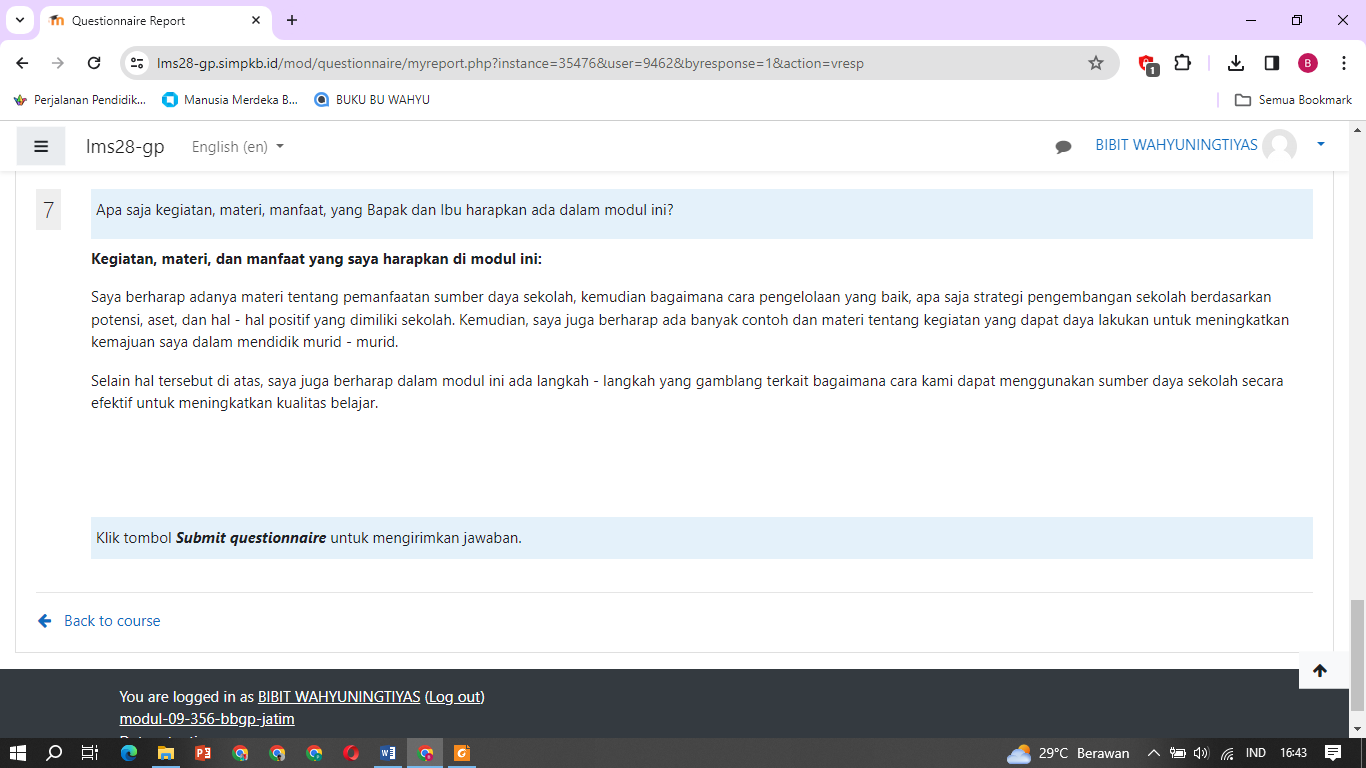 Questionnaire Report
lms28-gp.simpkb.id/mod/questionnaire/myreport.php?instance=35476&user=9462&byresponse=1&action=vresp
1
B
Perjalanan Pendidik...
Manusia Merdeka B...
BUKU BU WAHYU
Semua Bookmark
lms28-gp
English (en)
BIBIT WAHYUNINGTIYAS
7
Apa saja kegiatan, materi, manfaat, yang Bapak dan Ibu harapkan ada dalam modul ini?
Kegiatan, materi, dan manfaat yang saya harapkan di modul ini:
Saya berharap adanya materi tentang pemanfaatan sumber daya sekolah, kemudian bagaimana cara pengelolaan yang baik, apa saja strategi pengembangan sekolah berdasarkan
potensi, aset, dan hal - hal positif yang dimiliki sekolah. Kemudian, saya juga berharap ada banyak contoh dan materi tentang kegiatan yang dapat daya lakukan untuk meningkatkan
kemajuan saya dalam mendidik murid - murid.
Selain hal tersebut di atas, saya juga berharap dalam modul ini ada langkah - langkah yang gamblang terkait bagaimana cara kami dapat menggunakan sumber daya sekolah secara
efektif untuk meningkatkan kualitas belajar.
Klik tombol Submit questionnaire untuk mengirimkan jawaban.
Back to course
You are logged in as BIBIT WAHYUNINGTIYAS (Log out)
modul-09-356-bbgp-jatim
29°C Berawan
IND
16:43